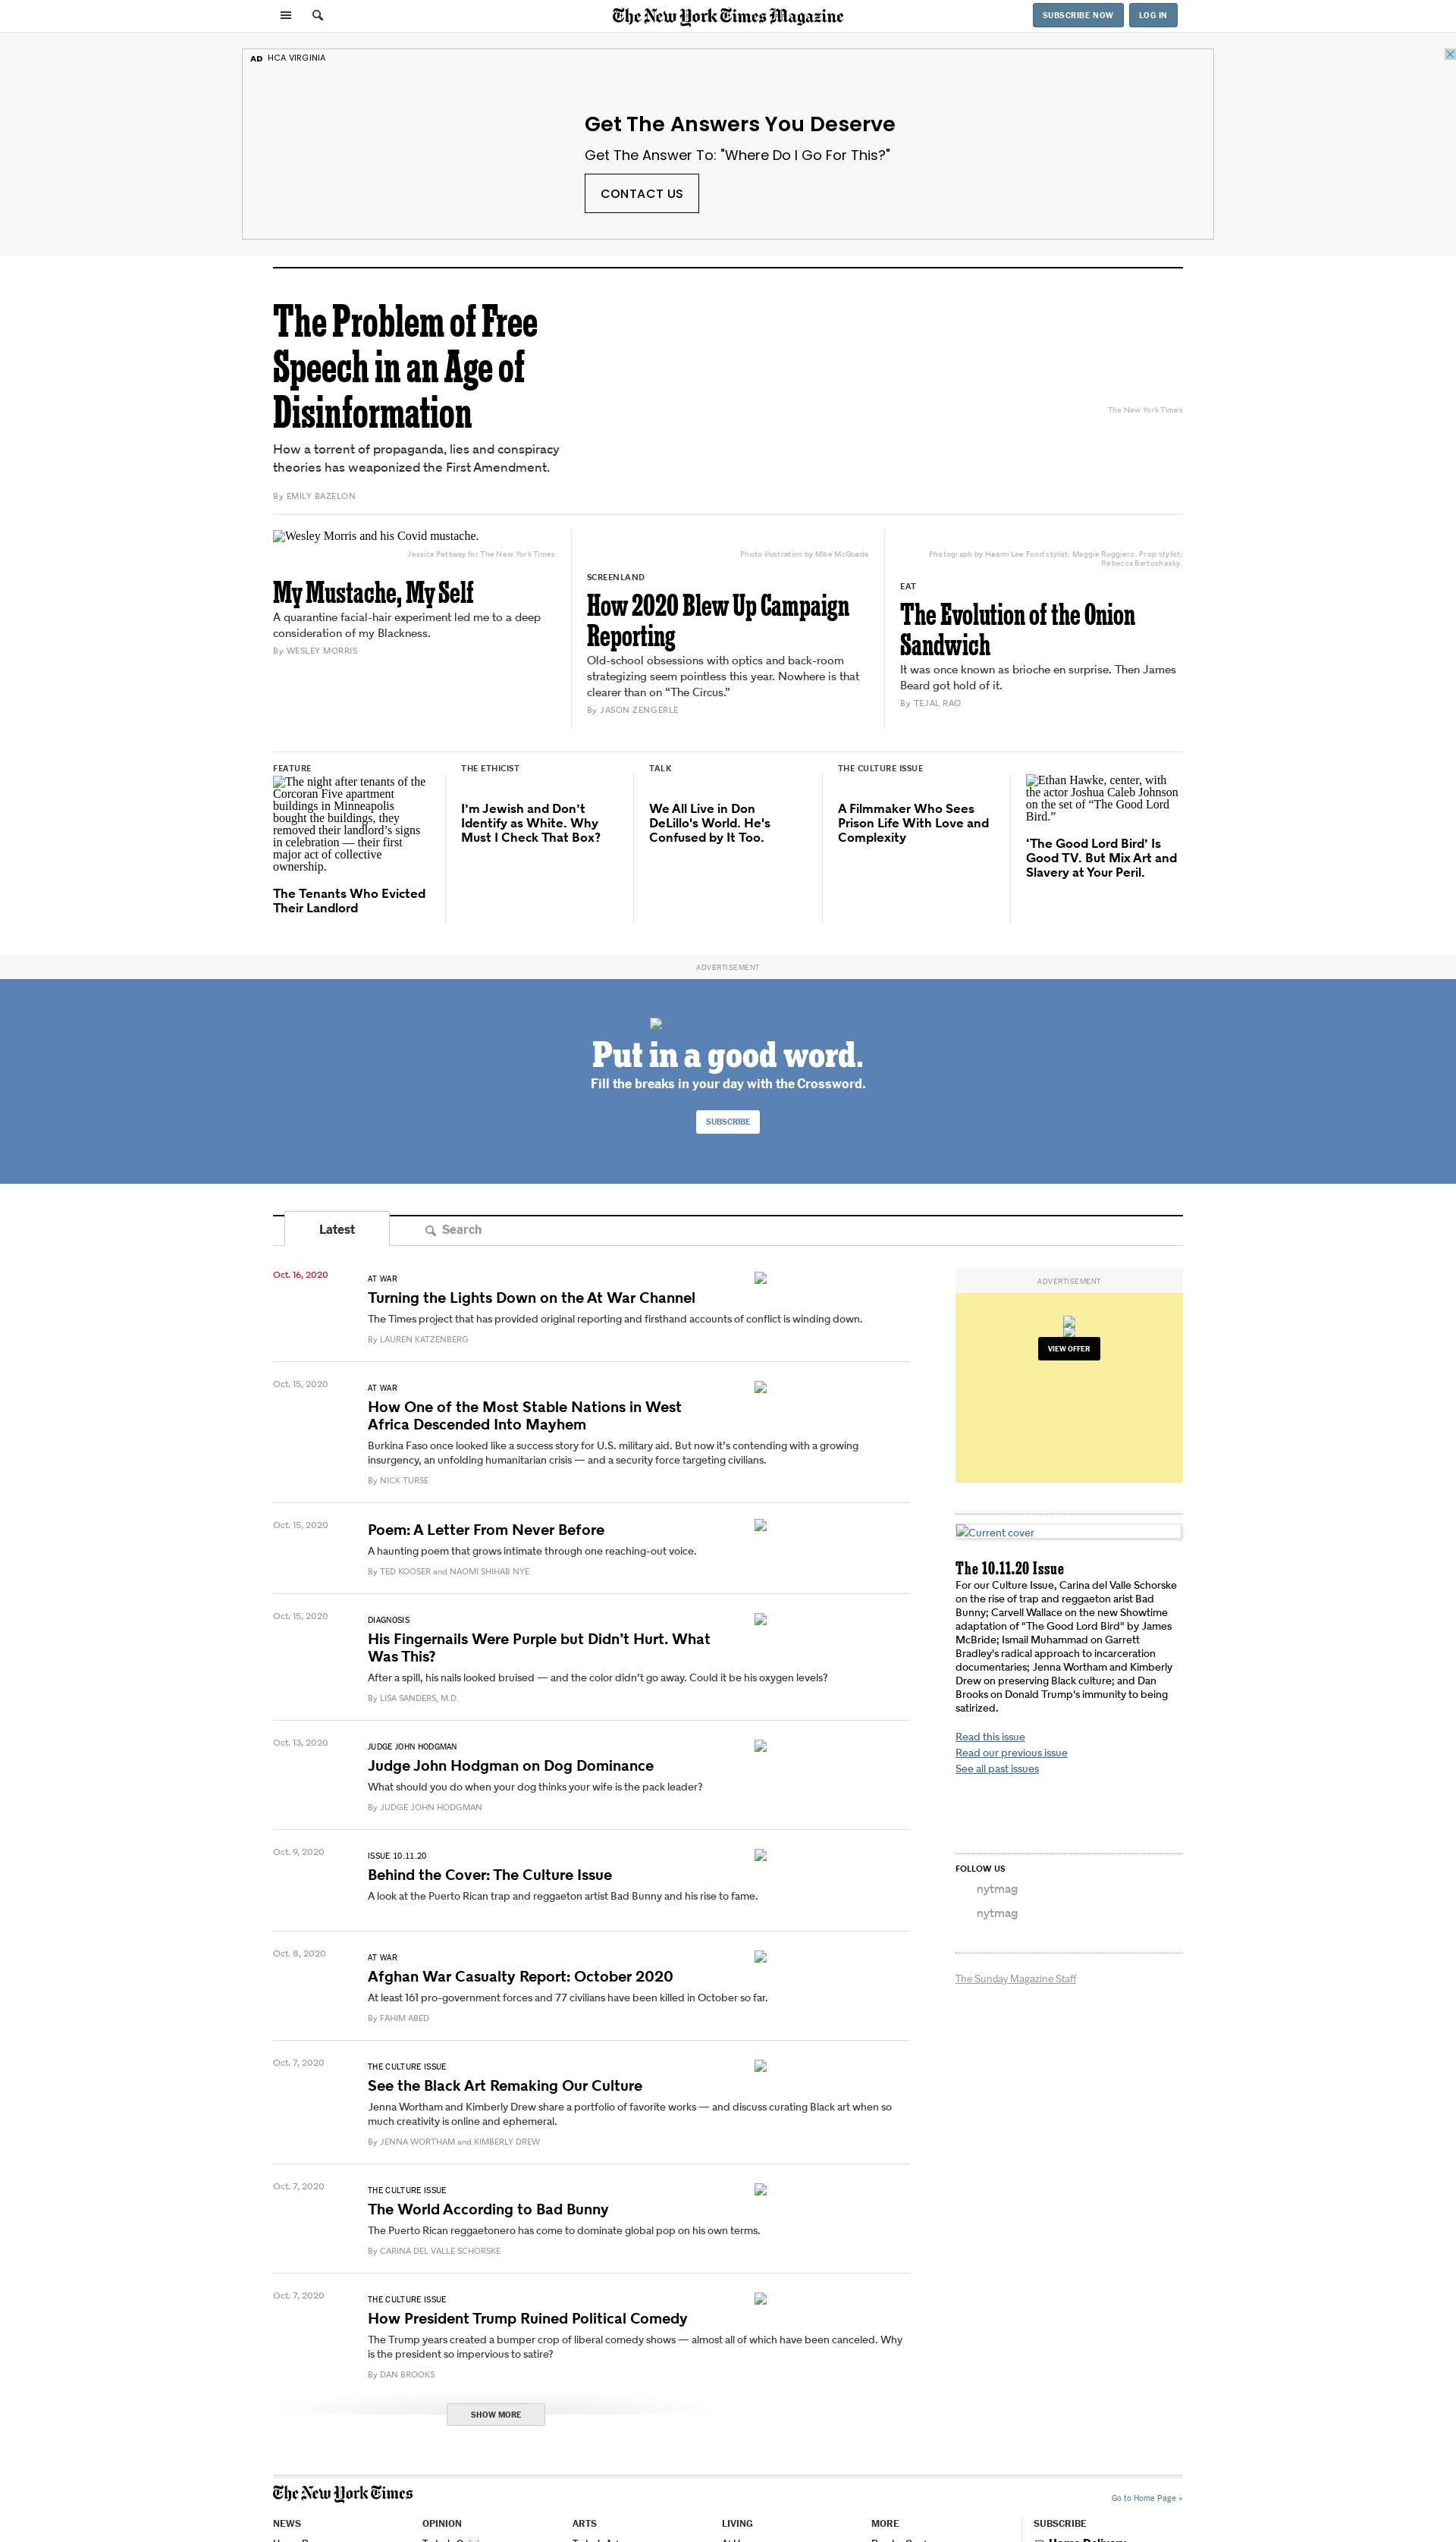 The New York Times Magazine
SUBSCRIBE NOW
LOG IN
AD HCA VIRGINIA
Get The Answers You Deserve
Get The Answer To: "Where Do I Go For This?"
CONTACT US
The Problem of Free
Speech in an Age of
Disinformation
How a torrent of propaganda, lies and conspiracy
theories has weaponized the First Amendment.
By EMILY BAZELON
The New York Times
Wesley Morris and his Covid mustache.
Jessica Pettway for The New York Times
My Mustache, My Self
A quarantine facial-hair experiment led me to a deep
consideration of my Blackness.
By WESLEY MORRIS
Photo illustration by Mike McQuade
SCREENLAND
How 2020 Blew Up Campaign
Reporting
Old-school obsessions with optics and back-room
strategizing seem pointless this year. Nowhere is that
clearer than on “The Circus.”
By JASON ZENGERLE
Photograph by Heami Lee Food stylist: Maggie Ruggiero. Prop stylist:
Rebecca Bartoshesky.
EAT
The Evolution of the Onion
Sandwich
It was once known as brioche en surprise. Then James
Beard got hold of it.
By TEJAL RAO
FEATURE
The night after tenants of the
Corcoran Five apartment
buildings in Minneapolis
bought the buildings, they
removed their landlord’s signs
in celebration — their first
major act of collective
ownership.
The Tenants Who Evicted
Their Landlord
THE ETHICIST
I’m Jewish and Don’t
Identify as White. Why
Must I Check That Box?
TALK
We All Live in Don
DeLillo's World. He's
Confused by It Too.
THE CULTURE ISSUE
A Filmmaker Who Sees
Prison Life With Love and
Complexity
Ethan Hawke, center, with
the actor Joshua Caleb Johnson
on the set of “The Good Lord
Bird.”
‘The Good Lord Bird’ Is
Good TV. But Mix Art and
Slavery at Your Peril.
ADVERTISEMENT
Put in a good word.
Fill the breaks in your day with the Crossword.
SUBSCRIBE
Latest
Search
Oct. 16, 2020
AT WAR
Turning the Lights Down on the At War Channel
The Times project that has provided original reporting and firsthand accounts of conflict is winding down.
By LAUREN KATZENBERG
Oct. 15, 2020
AT WAR
How One of the Most Stable Nations in West
Africa Descended Into Mayhem
Burkina Faso once looked like a success story for U.S. military aid. But now it’s contending with a growing
insurgency, an unfolding humanitarian crisis — and a security force targeting civilians.
By NICK TURSE
Oct. 15, 2020
Poem: A Letter From Never Before
A haunting poem that grows intimate through one reaching-out voice.
By TED KOOSER and NAOMI SHIHAB NYE
Oct. 15, 2020
DIAGNOSIS
His Fingernails Were Purple but Didn’t Hurt. What
Was This?
After a spill, his nails looked bruised — and the color didn’t go away. Could it be his oxygen levels?
By LISA SANDERS, M.D.
Oct. 13, 2020
JUDGE JOHN HODGMAN
Judge John Hodgman on Dog Dominance
What should you do when your dog thinks your wife is the pack leader?
By JUDGE JOHN HODGMAN
Oct. 9, 2020
ISSUE 10.11.20
Behind the Cover: The Culture Issue
A look at the Puerto Rican trap and reggaeton artist Bad Bunny and his rise to fame.
Oct. 8, 2020
AT WAR
Afghan War Casualty Report: October 2020
At least 161 pro-government forces and 77 civilians have been killed in October so far.
By FAHIM ABED
Oct. 7, 2020
THE CULTURE ISSUE
See the Black Art Remaking Our Culture
Jenna Wortham and Kimberly Drew share a portfolio of favorite works — and discuss curating Black art when so
much creativity is online and ephemeral.
By JENNA WORTHAM and KIMBERLY DREW
Oct. 7, 2020
THE CULTURE ISSUE
The World According to Bad Bunny
The Puerto Rican reggaetonero has come to dominate global pop on his own terms.
By CARINA DEL VALLE SCHORSKE
Oct. 7, 2020
THE CULTURE ISSUE
How President Trump Ruined Political Comedy
The Trump years created a bumper crop of liberal comedy shows — almost all of which have been canceled. Why
is the president so impervious to satire?
By DAN BROOKS
SHOW MORE
ADVERTISEMENT
VIEW OFFER
Current cover
The 10.11.20 Issue
For our Culture Issue, Carina del Valle Schorske
on the rise of trap and reggaeton arist Bad
Bunny; Carvell Wallace on the new Showtime
adaptation of "The Good Lord Bird" by James
McBride; Ismail Muhammad on Garrett
Bradley's radical approach to incarceration
documentaries; Jenna Wortham and Kimberly
Drew on preserving Black culture; and Dan
Brooks on Donald Trump's immunity to being
satirized.
Read this issue
Read our previous issue
See all past issues
FOLLOW US
nytmag
nytmag
The Sunday Magazine Staff
The New York Times
Go to Home Page »
NEWS
OPINION
ARTS
LIVING
MORE
SUBSCRIBE